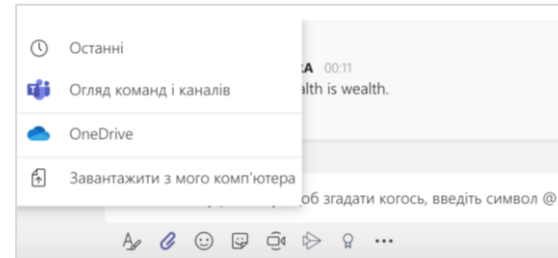 Останні
А 00:11
Огляд команд і каналів
alth is wealth.
OneDrive
Завантажити з мого комп'ютера
об згадати когось, введіть символ @